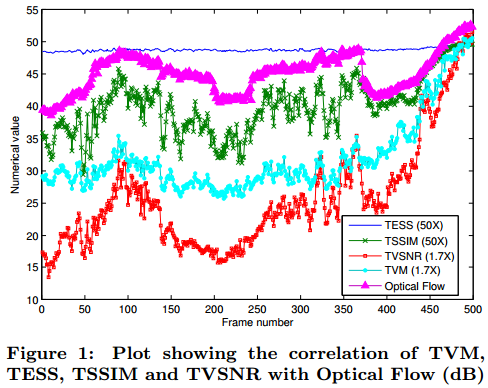 55
50
45
40
35
30
25
20
15
10
Numerical value
0 50 100 150 200 250 300 350 400 450 500
Frame number
TESS (50X)
TSSIM (50X)
TVSNR (1.7X)
TVM (1.7X)
Optical Flow
Figure 1: Plot showing the correlation of TVM,
TESS, TSSIM and TVSNR with Optical Flow (dB)